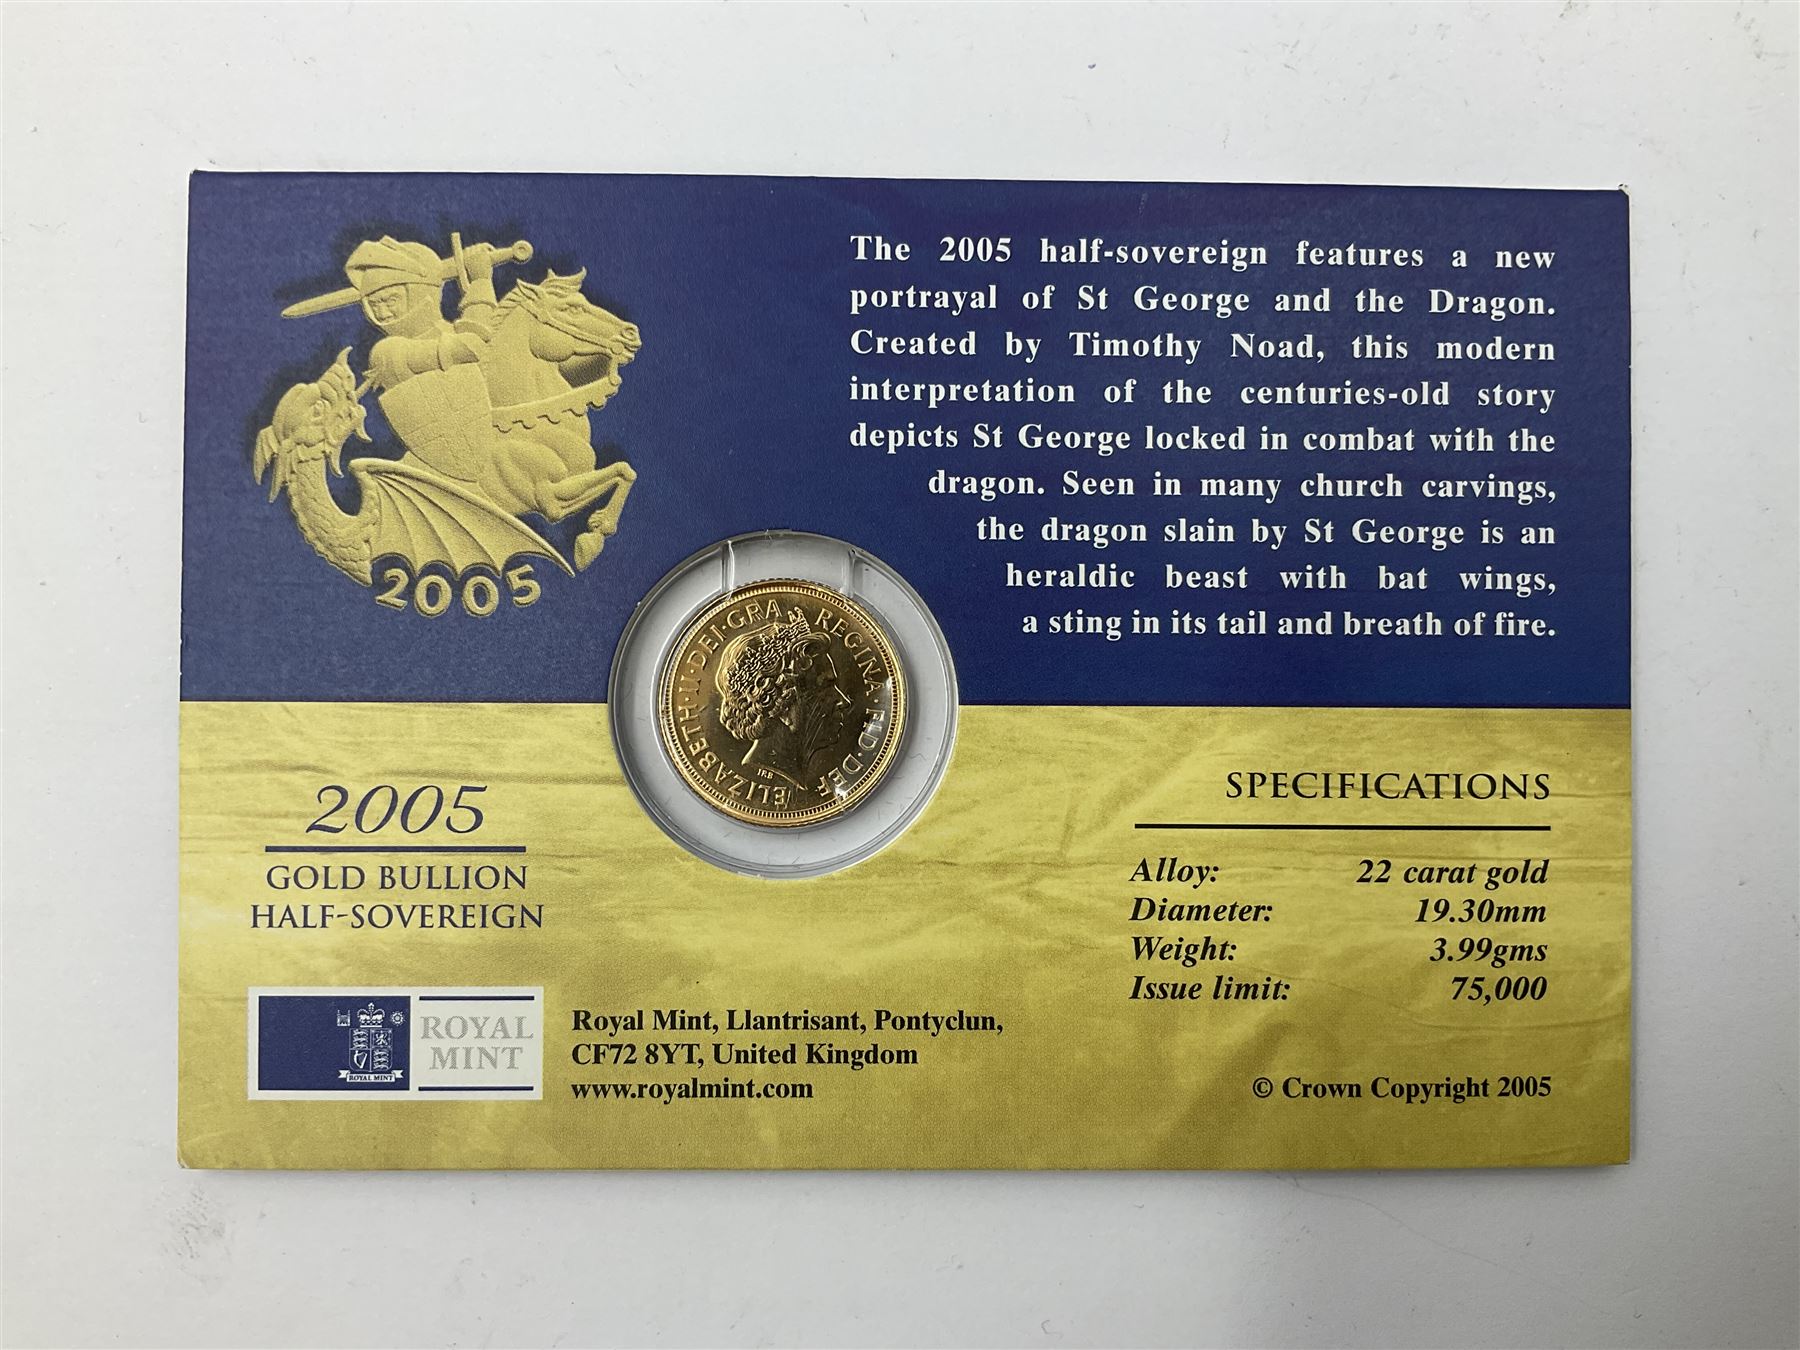 The 2005 half-sovereign features a new
portrayal of St George and the Dragon.
Created by Timothy Noad, this modern
interpretation of the centuries-old story
depicts St George locked in combat with the
dragon. Seen in many church carvings,
the dragon slain by St George is an
heraldic beast with bat wings,
a sting in its tail and breath of fire.
2005
ELIZABETH·II·DEI·GRA REGINA·FID·DEF
IRB
2005
GOLD BULLION
HALF-SOVEREIGN
SPECIFICATIONS
Alloy: 22 carat gold
Diameter: 19.30mm
Weight: 3.99gms
Issue limit: 75,000
ROYAL MINT
ROYAL
MINT
Royal Mint, Llantrisant, Pontyclun,
CF72 8YT, United Kingdom
www.royalmint.com
© Crown Copyright 2005